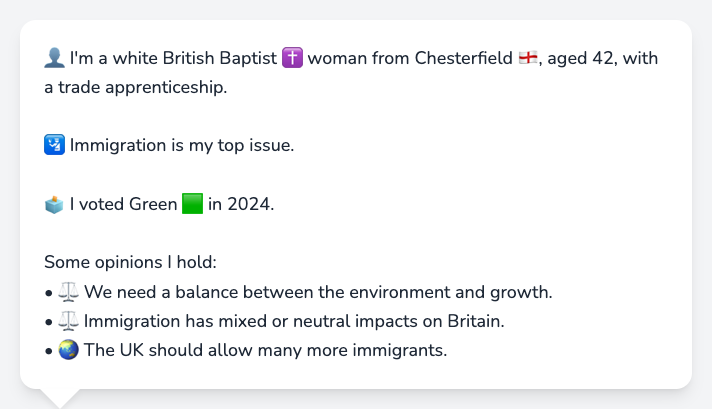 👤 I'm a white British Baptist ✝️ woman from Chesterfield 🏴󠁧󠁢󠁥󠁮󠁧󠁿, aged 42, with
a trade apprenticeship.
🛂 Immigration is my top issue.
🗳️ I voted Green 🟩 in 2024.
Some opinions I hold:
• ⚖️ We need a balance between the environment and growth.
• ⚖️ Immigration has mixed or neutral impacts on Britain.
• 🌏 The UK should allow many more immigrants.